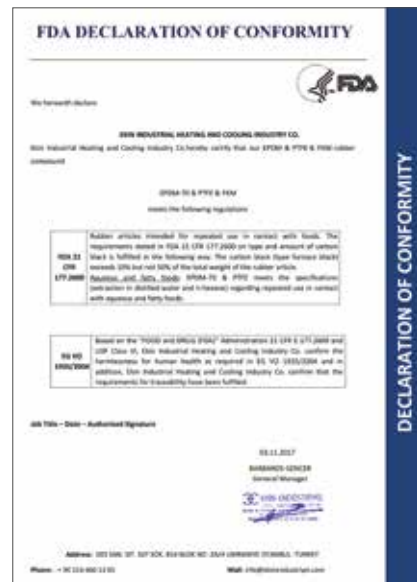 FDA DECLARATION OF CONFORMITY
FDA
We herewith declare
EKIN INDUSTRIAL HEATING AND COOLING INDUSTRY CO.
Ekin Industrial Heating and Cooling Industry Co.hereby certify that our EPDM & PTFE & FKM rubber
compound
EPDM-70 & PTFE & FKM
meets the following regulations
FDA 21
CFR
177.2600
Rubber articles intended for repeated use in contact with foods. The
requirements stated in FDA 21 CFR 177.2600 on type and amount of carbon
black is fulfilled in the following way. The carbon black (type furnace black)
exceeds 10% but not 50% of the total weight of the rubber article.
Aqueous and fatty foods: EPDM-70 & PTFE meets the specifications
(extraction in distilled water and n-hexane) regarding repeated use in contact
with aqueous and fatty foods.
EG VO
1935/2004
Based on the "FOOD and DRUG (FDA)" Administration 21 CFR § 177.2600 and
USP Class VI, Ekin Industrial Heating and Cooling Industry Co. confirm the
harmlessness for human health as required in EG VO 1935/2004 and in
addition, Ekin Industrial Heating and Cooling Industry Co. confirm that the
requirements for traceability have been fulfilled.
Job Title – Date – Authorized Signature
03.11.2017
General Manager
EKIN ENDÜSTRİYEL
Address:
ISTANBUL TURKEY
Phone:
Mail: info@ekinendustriyel.com
DECLARATION OF CONFORMITY